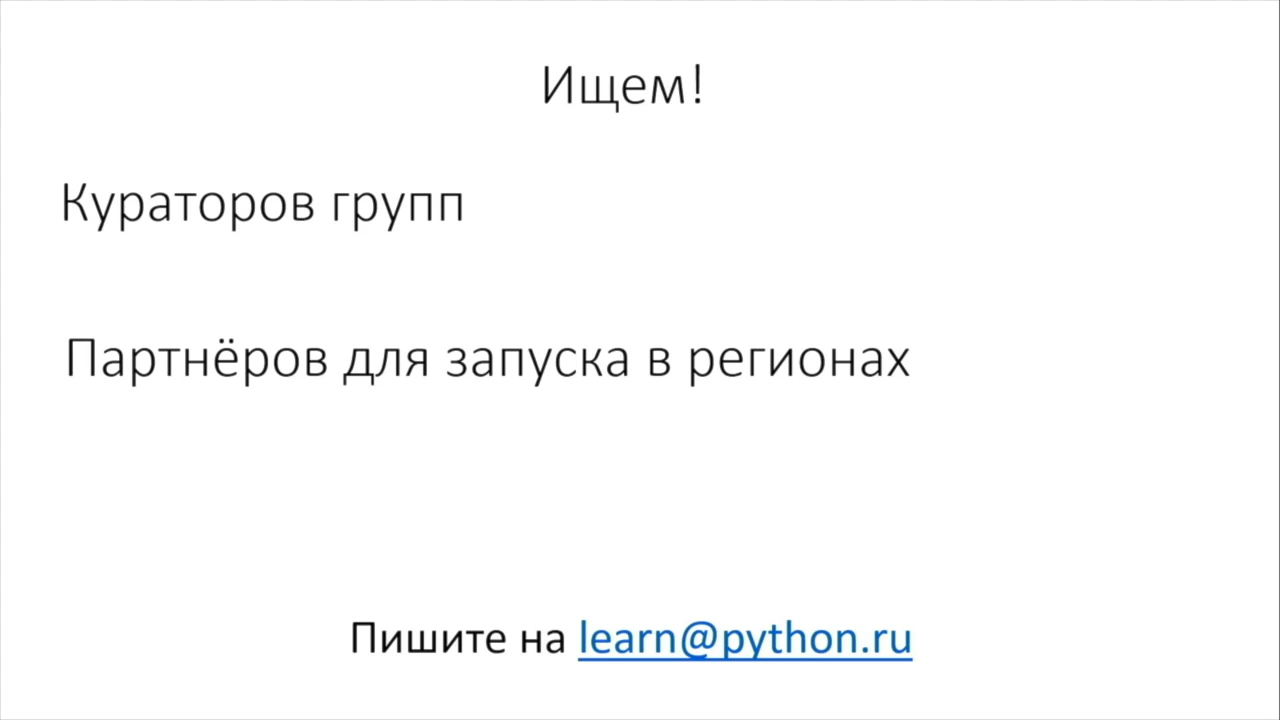 Ищем!
Кураторов групп
Партнёров для запуска в регионах
Пишите на learn@python.ru